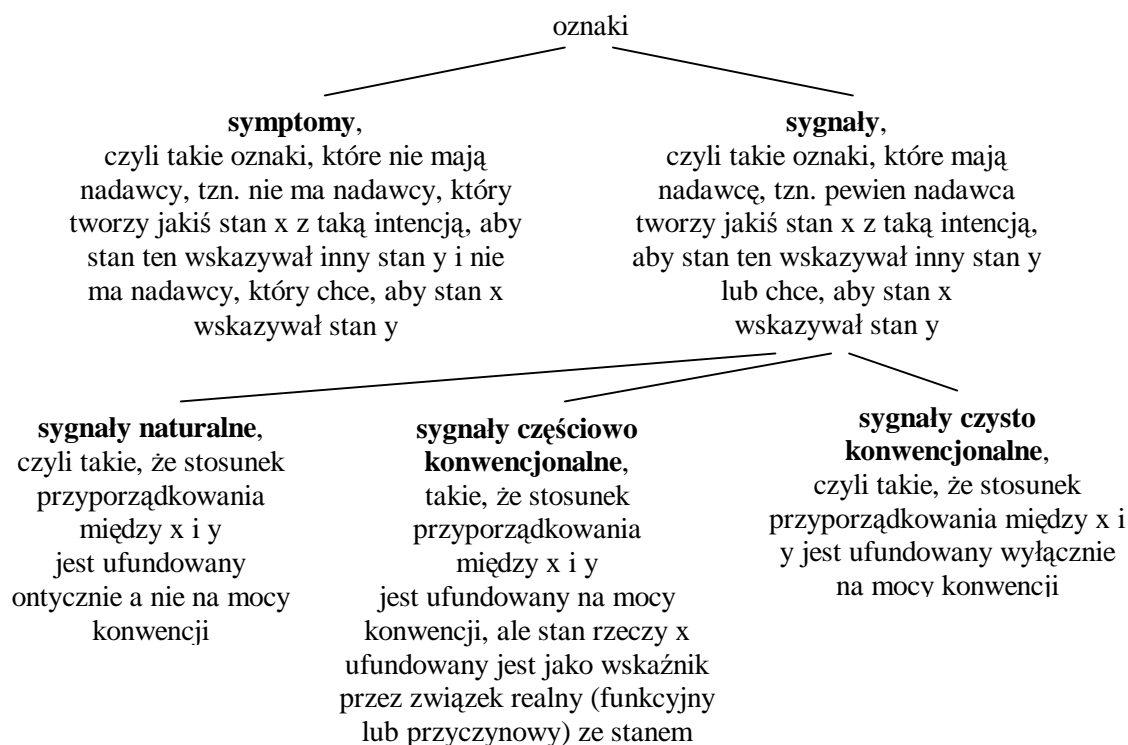 oznaki
symptomy,
czyli takie oznaki, które nie mają
nadawcy, tzn. nie ma nadawcy, który
tworzy jakiś stan x z taką intencją, aby
stan ten wskazywał inny stan y i nie
ma nadawcy, który chce, aby stan x
wskazywał stan y
sygnały,
czyli takie oznaki, które mają
nadawcę, tzn. pewien nadawca
tworzy jakiś stan x z taką intencją,
aby stan ten wskazywał inny stan y
lub chce, aby stan x
wskazywał stan y
sygnały naturalne,
czyli takie, że stosunek
przyporządkowania
między x i y
jest ufundowany
ontycznie a nie na mocy
konwencji
sygnały częściowo
konwencjonalne,
takie, że stosunek
przyporządkowania
między x i y
jest ufundowany na mocy
konwencji, ale stan rzeczy x
ufundowany jest jako wskaźnik
przez związek realny (funkcyjny
lub przyczynowy) ze stanem
sygnały czysto
konwencjonalne,
czyli takie, że stosunek
przyporządkowania między x i
y jest ufundowany wyłącznie
na mocy konwencji